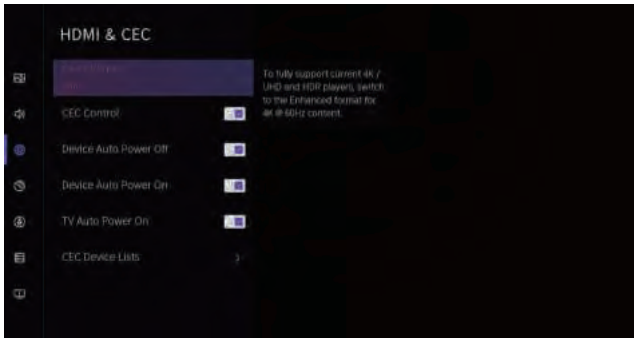 HDMI & CEC
To fully support current 4K /
UHD and HDR players, switch
to the Enhanced format for
4K @ 60Hz content.
CEC Control
Device Auto Power Off
Device Auto Power On
TV Auto Power On
CEC Device Lists